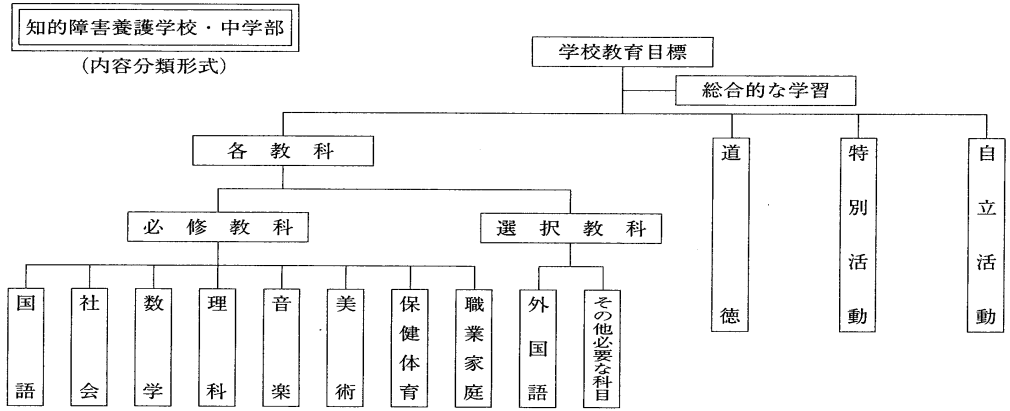 知的障害養護学校・中学部
(内容分類形式)
学校教育目標
総合的な学習
各教科
道徳
特別活動
自立活動
必修教科
選択教科
国語
社会
数学
理科
音楽
美術
保健体育
職業家庭
外国語
その他必要な科目